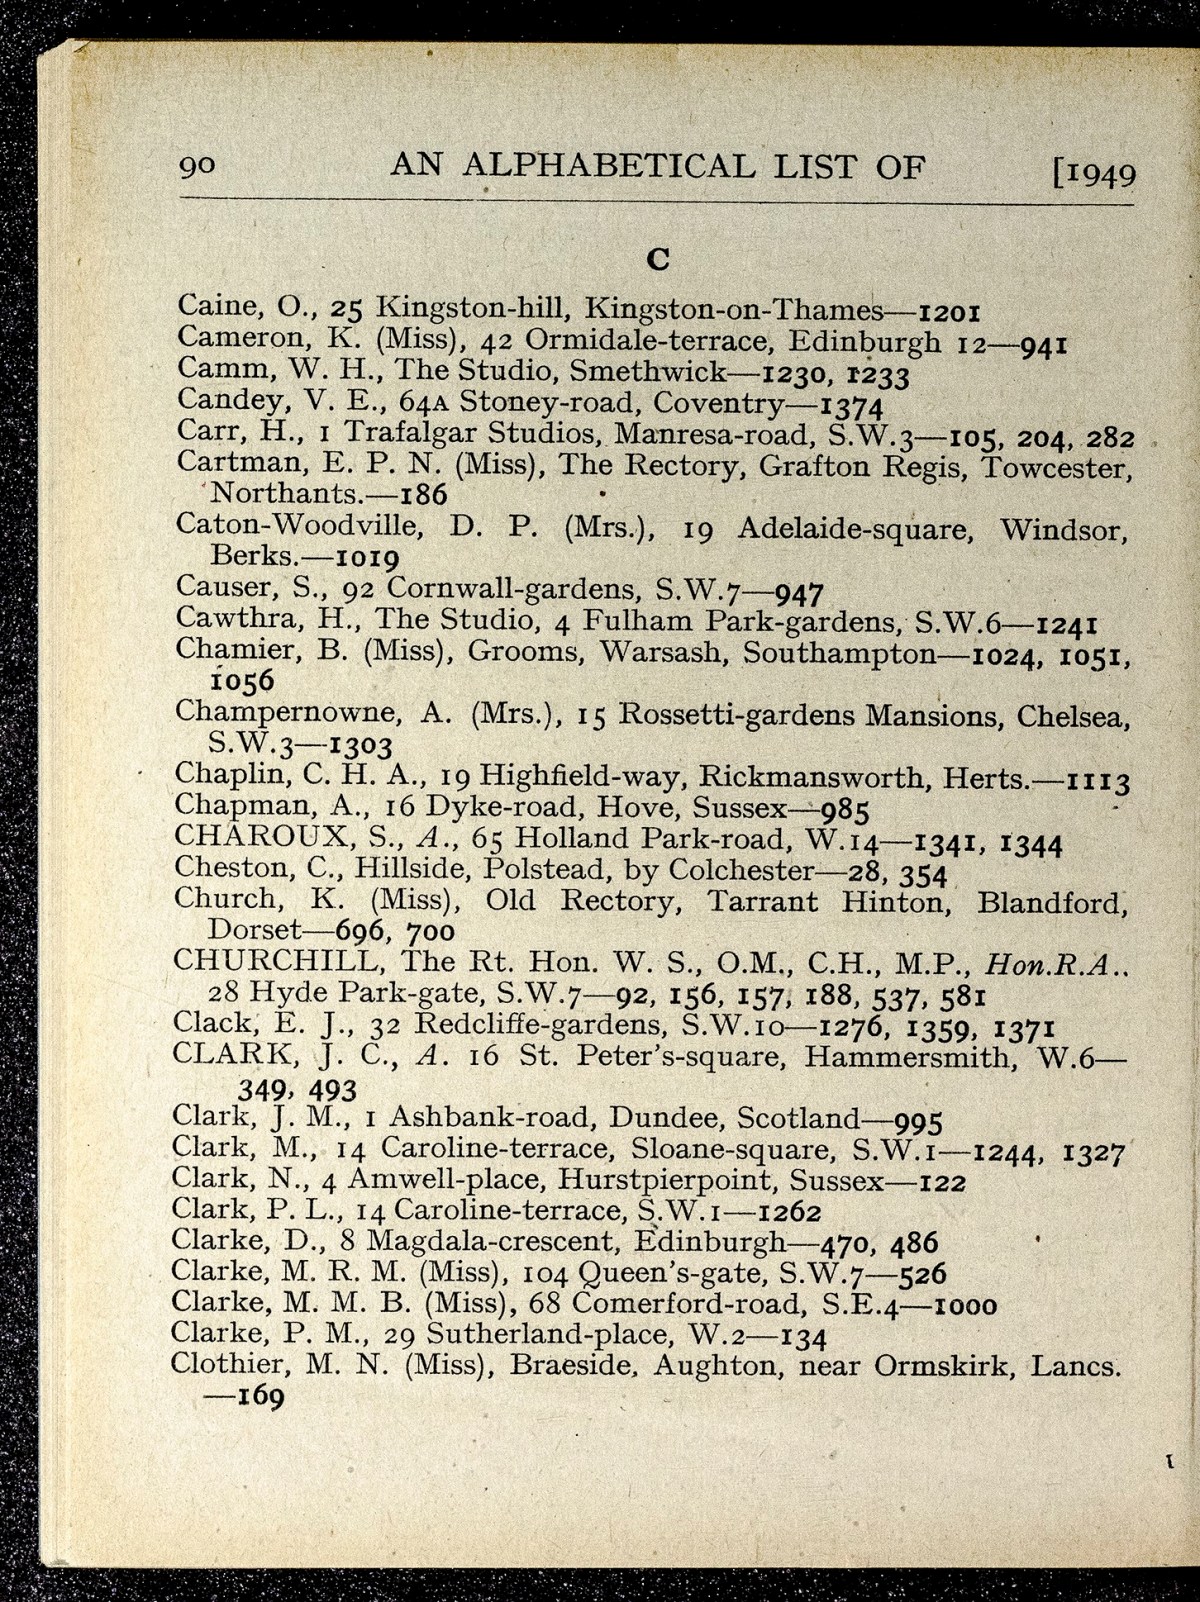 90 AN ALPHABETICAL LIST OF [1949
C
Caine, O., 25 Kingston-hill, Kingston-on-Thames—1201
Cameron, K. (Miss), 42 Ormidale-terrace, Edinburgh 12—941
Camm, W. H., The Studio, Smethwick—1230, 1233
Candey, V. E., 64A Stoney-road, Coventry—1374
Carr, H., 1 Trafalgar Studios, Manresa-road, S.W.3—105, 204, 282
Cartman, E. P. N. (Miss), The Rectory, Grafton Regis, Towcester,
Northants.—186
Caton-Woodville, D. P. (Mrs.), 19 Adelaide-square, Windsor,
Berks.—1019
Causer, S., 92 Cornwall-gardens, S.W.7—947
Cawthra, H., The Studio, 4 Fulham Park-gardens, S.W.6—1241
Chamier, B. (Miss), Grooms, Warsash, Southampton—1024, 1051,
1056
Champernowne, A. (Mrs.), 15 Rossetti-gardens Mansions, Chelsea,
S.W.3—1303
Chaplin, C. H. A., 19 Highfield-way, Rickmansworth, Herts.—1113
Chapman, A., 16 Dyke-road, Hove, Sussex—985
CHAROUX, S., A., 65 Holland Park-road, W.14—1341, 1344
Cheston, C., Hillside, Polstead, by Colchester—28, 354
Church, K. (Miss), Old Rectory, Tarrant Hinton, Blandford,
Dorset—696, 700
CHURCHILL, The Rt. Hon. W. S., O.M., C.H., M.P., Hon.R.A..
28 Hyde Park-gate, S.W.7—92, 156, 157, 188, 537, 581
Clack, E. J., 32 Redcliffe-gardens, S.W.10—1276, 1359, 1371
CLARK, J. C., A. 16 St. Peter's-square, Hammersmith, W.6—
349, 493
Clark, J. M., 1 Ashbank-road, Dundee, Scotland—995
Clark, M., 14 Caroline-terrace, Sloane-square, S.W.1—1244, 1327
Clark, N., 4 Amwell-place, Hurstpierpoint, Sussex—122
Clark, P. L., 14 Caroline-terrace, S.W.1—1262
Clarke, D., 8 Magdala-crescent, Edinburgh—470, 486
Clarke, M. R. M. (Miss), 104 Queen's-gate, S.W.7—526
Clarke, M. M. B. (Miss), 68 Comerford-road, S.E.4—1000
Clarke, P. M., 29 Sutherland-place, W.2—134
Clothier, M. N. (Miss), Braeside, Aughton, near Ormskirk, Lancs.
—169